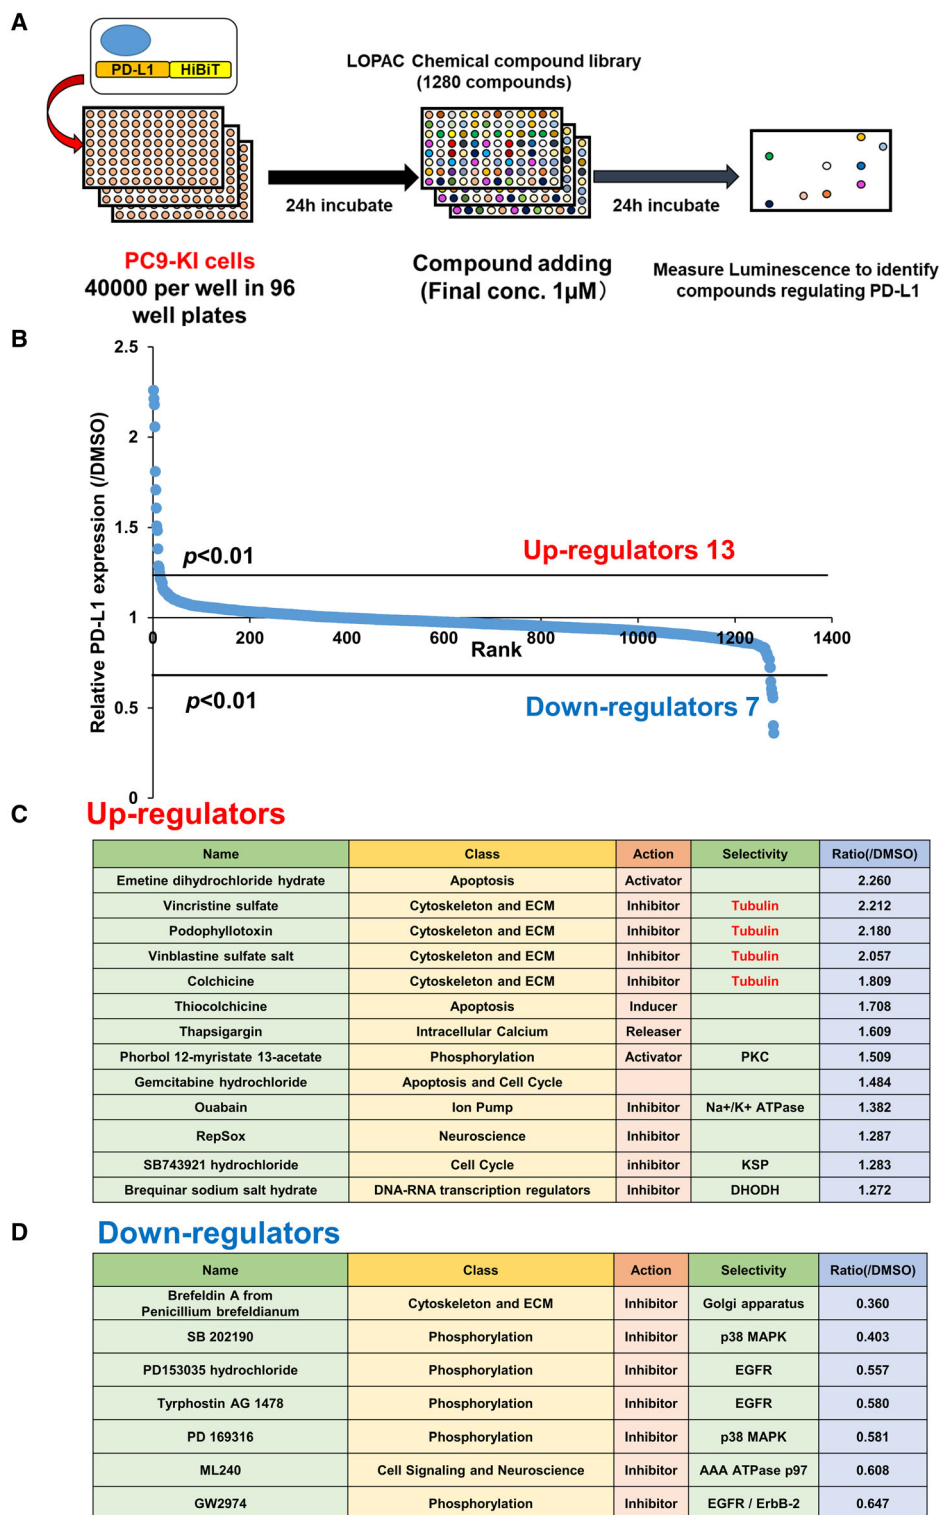 A
PD-L1 HiBiT
LOPAC Chemical compound library
(1280 compounds)
24h incubate
24h incubate
PC9-KI cells
40000 per well in 96
well plates
Compound adding
(Final conc. 1μM)
Measure Luminescence to identify
compounds regulating PD-L1
B
Relative PD-L1 expression (/DMSO)
2.5
2
1.5
1
0.5
0
p<0.01
Up-regulators 13
0 200 400 600 800 1000 1200 1400
Rank
p<0.01
Down-regulators 7
C
Up-regulators
Name Class Action Selectivity Ratio(/DMSO)
Emetine dihydrochloride hydrate Apoptosis Activator 2.260
Vincristine sulfate Cytoskeleton and ECM Inhibitor Tubulin 2.212
Podophyllotoxin Cytoskeleton and ECM Inhibitor Tubulin 2.180
Vinblastine sulfate salt Cytoskeleton and ECM Inhibitor Tubulin 2.057
Colchicine Cytoskeleton and ECM Inhibitor Tubulin 1.809
Thiocolchicine Apoptosis Inducer 1.708
Thapsigargin Intracellular Calcium Releaser 1.609
Phorbol 12-myristate 13-acetate Phosphorylation Activator PKC 1.509
Gemcitabine hydrochloride Apoptosis and Cell Cycle 1.484
Ouabain Ion Pump Inhibitor Na+/K+ ATPase 1.382
RepSox Neuroscience Inhibitor 1.287
SB743921 hydrochloride Cell Cycle inhibitor KSP 1.283
Brequinar sodium salt hydrate DNA-RNA transcription regulators Inhibitor DHODH 1.272
D
Down-regulators
Name Class Action Selectivity Ratio(/DMSO)
Brefeldin A from
Penicillium brefeldianum Cytoskeleton and ECM Inhibitor Golgi apparatus 0.360
SB 202190 Phosphorylation Inhibitor p38 MAPK 0.403
PD153035 hydrochloride Phosphorylation Inhibitor EGFR 0.557
Tyrphostin AG 1478 Phosphorylation Inhibitor EGFR 0.580
PD 169316 Phosphorylation Inhibitor p38 MAPK 0.581
ML240 Cell Signaling and Neuroscience Inhibitor AAA ATPase p97 0.608
GW2974 Phosphorylation Inhibitor EGFR / ErbB-2 0.647